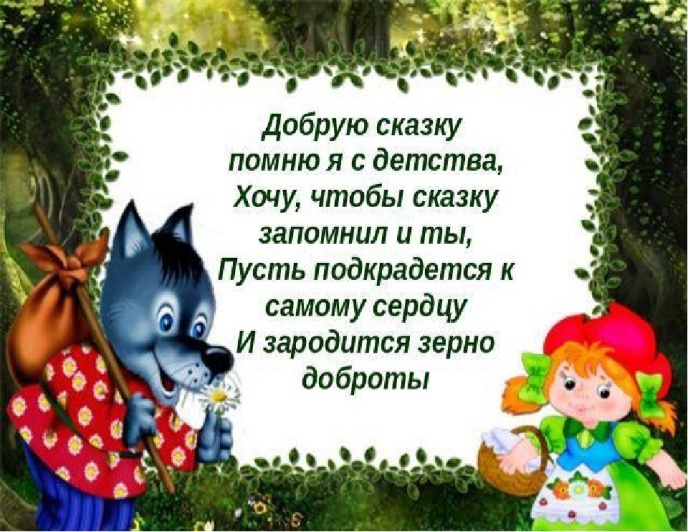 Добрую сказку
помню я с детства,
Хочу, чтобы сказку
запомнил и ты,
Пусть подкрадется к
самому сердцу
И зародится зерно
доброты